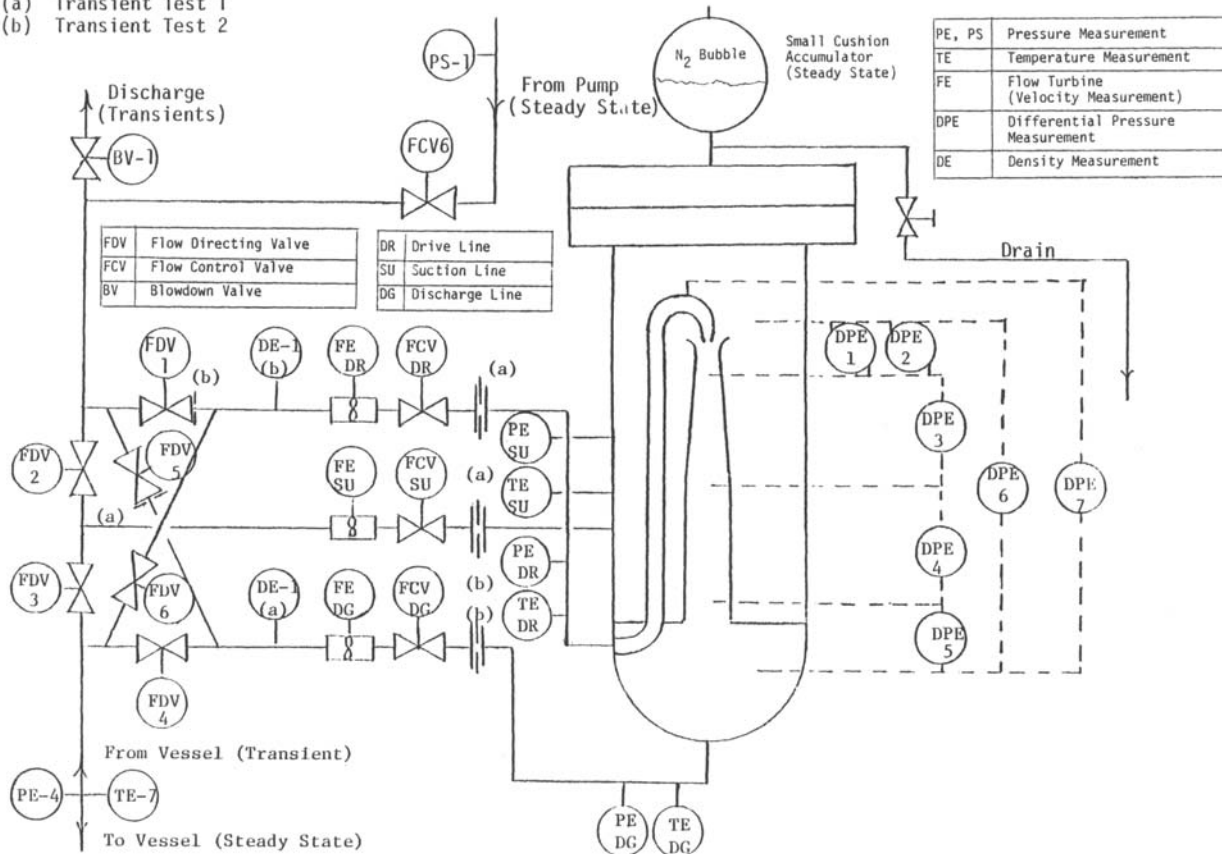 (a) Transient Test 1
(b) Transient Test 2
PS-1
From Pump
(Steady State)
N2 Bubble
Small Cushion
Accumulator
(Steady State)
PE, PS Pressure Measurement
TE Temperature Measurement
FE Flow Turbine
(Velocity Measurement)
DPE Differential Pressure
Measurement
DE Density Measurement
Discharge
(Transients)
BV-1
FCV6
FDV Flow Directing Valve
FCV Flow Control Valve
BV Blowdown Valve
DR Drive Line
SU Suction Line
DG Discharge Line
Drain
FDV
1
(b)
DE-1
(b)
FE
DR
FCV
DR
(a)
DPE
1
DPE
2
PE
SU
DPE
3
FDV
2
FDV
5
FE
SU
FCV
SU
(a)
TE
SU
DPE
6
DPE
7
(a)
PE
DR
DPE
4
FDV
3
FDV
6
DE-1
(a)
FE
DG
FCV
DG
(b)
(b)
TE
DR
DPE
5
FDV
4
From Vessel (Transient)
PE-4
TE-7
To Vessel (Steady State)
PE
DG
TE
DG